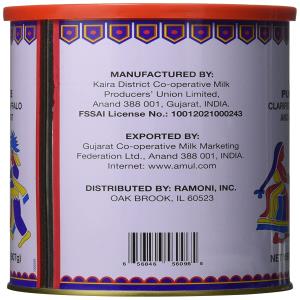 MANUFACTURED BY:
Kaira District Co-operative Milk
Producers' Union Limited,
Anand 388 001, Gujarat, INDIA.
FSSAI License No.: 10012021000243
EXPORTED BY:
Gujarat Co-operative Milk Marketing
Federation Ltd., Anand 388 001, INDIA.
Website: www.amul.com
DISTRIBUTED BY: RAMONI, INC.
OAK BROOK, IL 60523